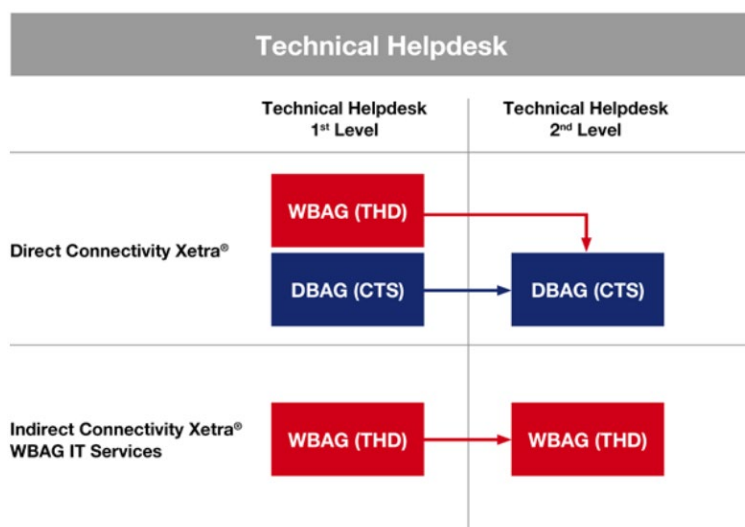 Technical Helpdesk
Technical Helpdesk
1st Level
Technical Helpdesk
2nd Level
Direct Connectivity Xetra®
WBAG (THD)
DBAG (CTS)
DBAG (CTS)
Indirect Connectivity Xetra®
WBAG IT Services
WBAG (THD)
WBAG (THD)